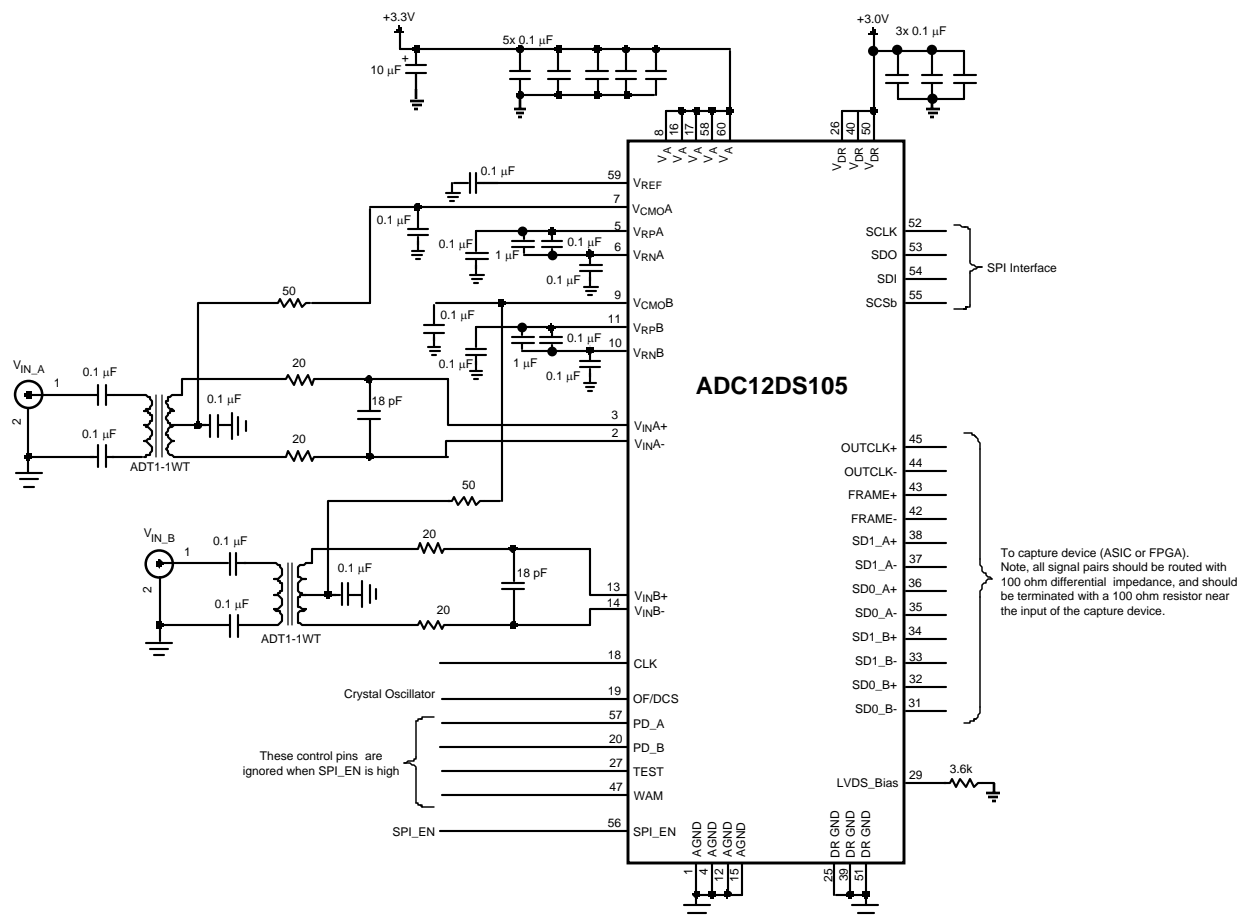 +3.3V
5x 0.1 µF
+
10 µF
+3.0V
3x 0.1 µF
8
16
17
58
60
VA
VA
VA
VA
VA
26
40
50
VDR
VDR
VDR
0.1 µF
59
VREF
7
VCMOA
0.1 µF
5
VRPA
0.1 µF
1 µF
0.1 µF
6
VRNA
0.1 µF
50
9
VCMOB
0.1 µF
11
VRPB
0.1 µF
1 µF
0.1 µF
10
VRNB
0.1 µF
52
SCLK
53
SDO
54
SDI
55
SCSb
SPI Interface
ADC12DS105
VIN_A
1
2
0.1 µF
0.1 µF
ADT1-1WT
0.1 µF
20
20
18 pF
3
VINA+
2
VINA-
50
VIN_B
1
2
0.1 µF
0.1 µF
ADT1-1WT
0.1 µF
20
20
18 pF
13
VINB+
14
VINB-
OUTCLK+
45
OUTCLK-
44
FRAME+
43
FRAME-
42
SD1_A+
38
SD1_A-
37
SD0_A+
36
SD0_A-
35
SD1_B+
34
SD1_B-
33
SD0_B+
32
SD0_B-
31
To capture device (ASIC or FPGA).
Note, all signal pairs should be routed with
100 ohm differential impedance, and should
be terminated with a 100 ohm resistor near
the input of the capture device.
18
CLK
Crystal Oscillator
19
OF/DCS
57
PD_A
20
PD_B
These control pins are
ignored when SPI_EN is high
27
TEST
47
WAM
SPI_EN
56
SPI_EN
LVDS_Bias
29
3.6k
AGND
AGND
AGND
AGND
1
4
12
15
DR GND
DR GND
DR GND
25
39
51